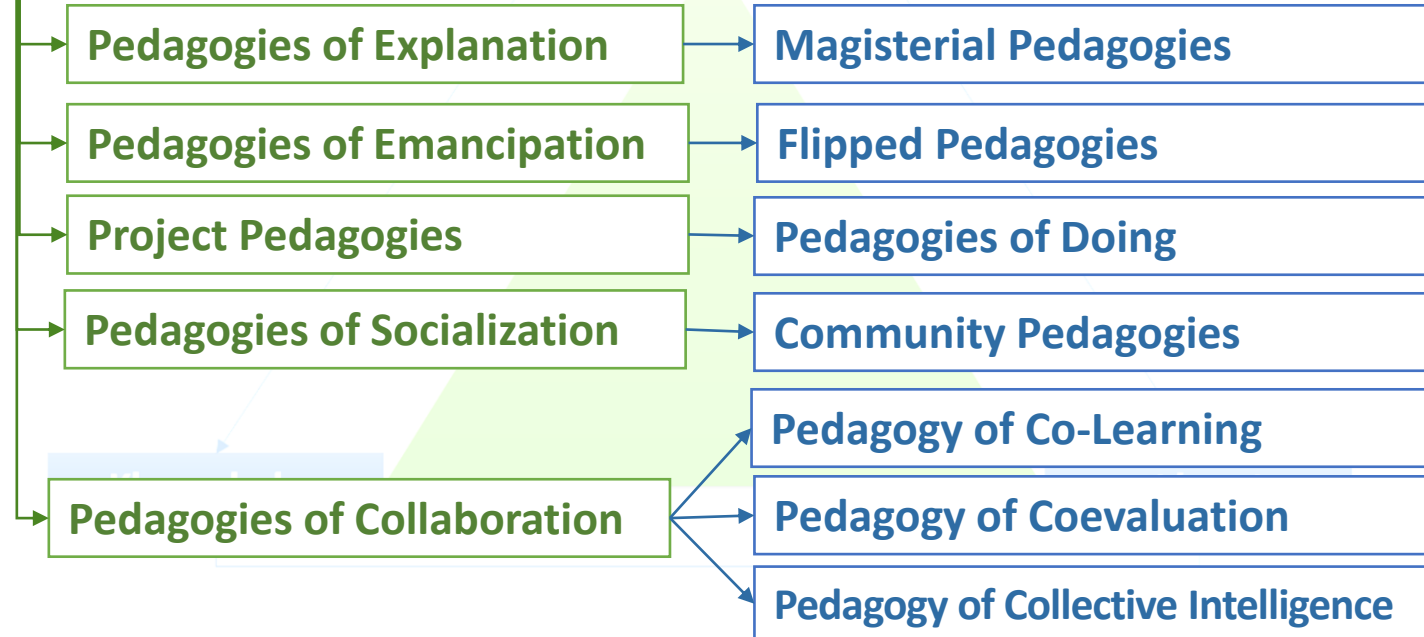 Pedagogies of Explanation
Magisterial Pedagogies
Pedagogies of Emancipation
Flipped Pedagogies
Project Pedagogies
Pedagogies of Doing
Pedagogies of Socialization
Community Pedagogies
Pedagogy of Co-Learning
Pedagogies of Collaboration
Pedagogy of Coevaluation
Pedagogy of Collective Intelligence